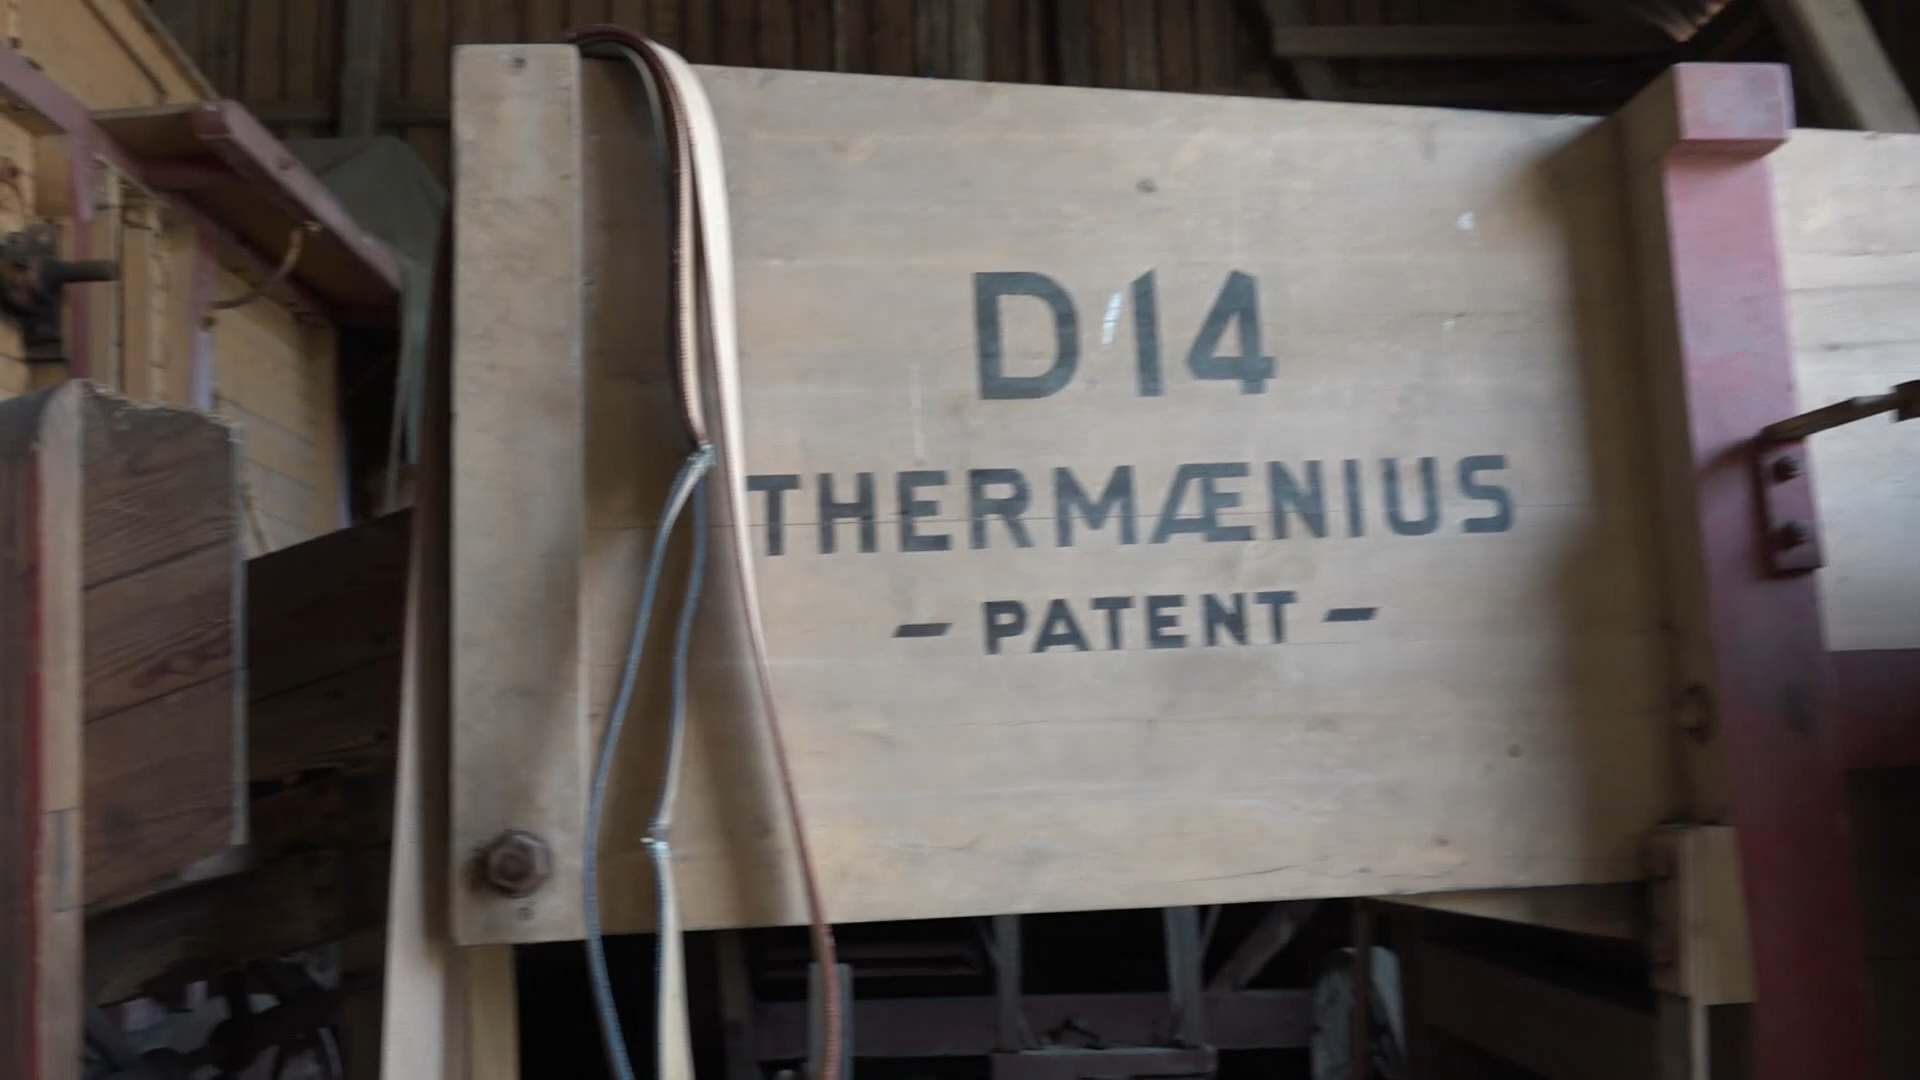 D14
THERMÆNIUS
- PATENT -